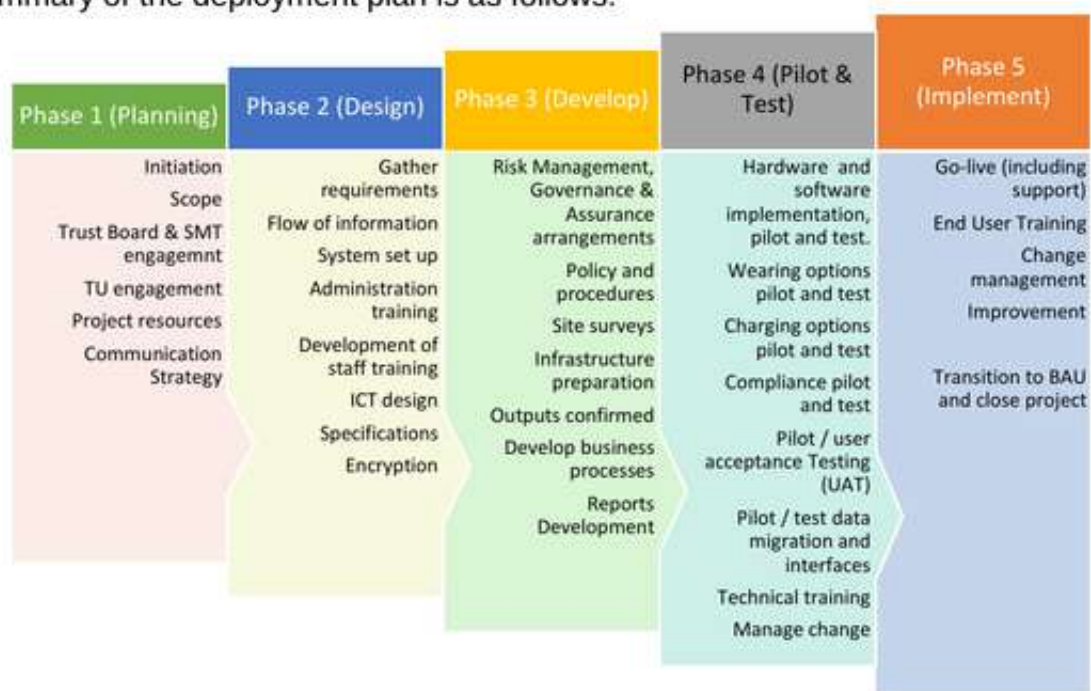 summary of the deployment plan is as follows:
Phase 1 (Planning)
Initiation
Scope
Trust Board & SMT
engagemnt
TU engagement
Project resources
Communication
Strategy
Phase 2 (Design)
Gather
requirements
Flow of information
System set up
Administration
training
Development of
staff training
ICT design
Specifications
Encryption
Phase 3 (Develop)
Risk Management,
Governance &
Assurance
arrangements
Policy and
procedures
Site surveys
Infrastructure
preparation
Outputs confirmed
Develop business
processes
Reports
Development
Phase 4 (Pilot &
Test)
Hardware and
software
implementation,
pilot and test.
Wearing options
pilot and test
Charging options
pilot and test
Compliance pilot
and test
Pilot / user
acceptance Testing
(UAT)
Pilot / test data
migration and
interfaces
Technical training
Manage change
Phase 5
(Implement)
Go-live (including
support)
End User Training
Change
management
Improvement
Transition to BAU
and close project